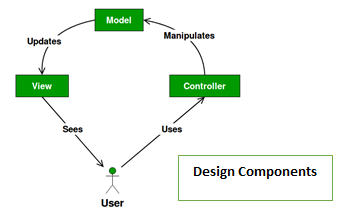 Model
Updates
Manipulates
View
Controller
Sees
Uses
Design Components
User